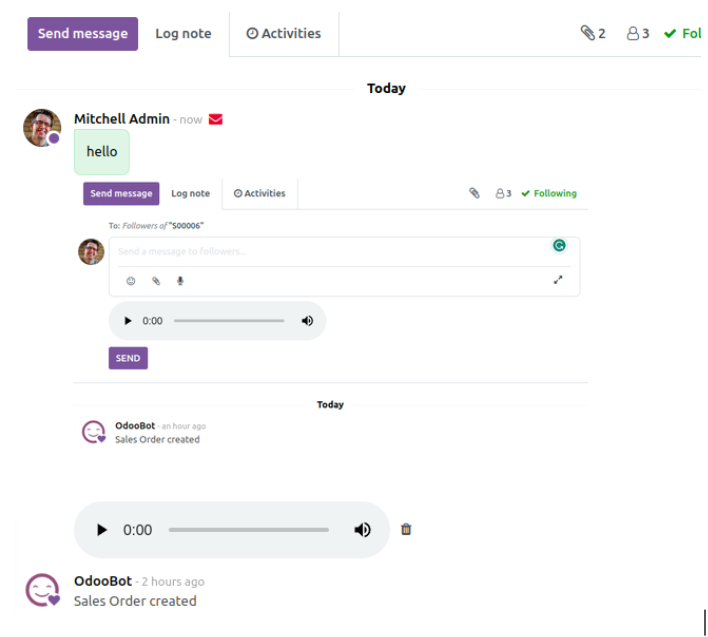 Send message Log note Activities 2 3 Fol
Today
Mitchell Admin - now
hello
Send message Log note Activities 3 Following
To: Followers of "S00006"
Send a message to followers...
0:00
SEND
Today
OdooBot - an hour ago
Sales Order created
0:00
OdooBot - 2 hours ago
Sales Order created